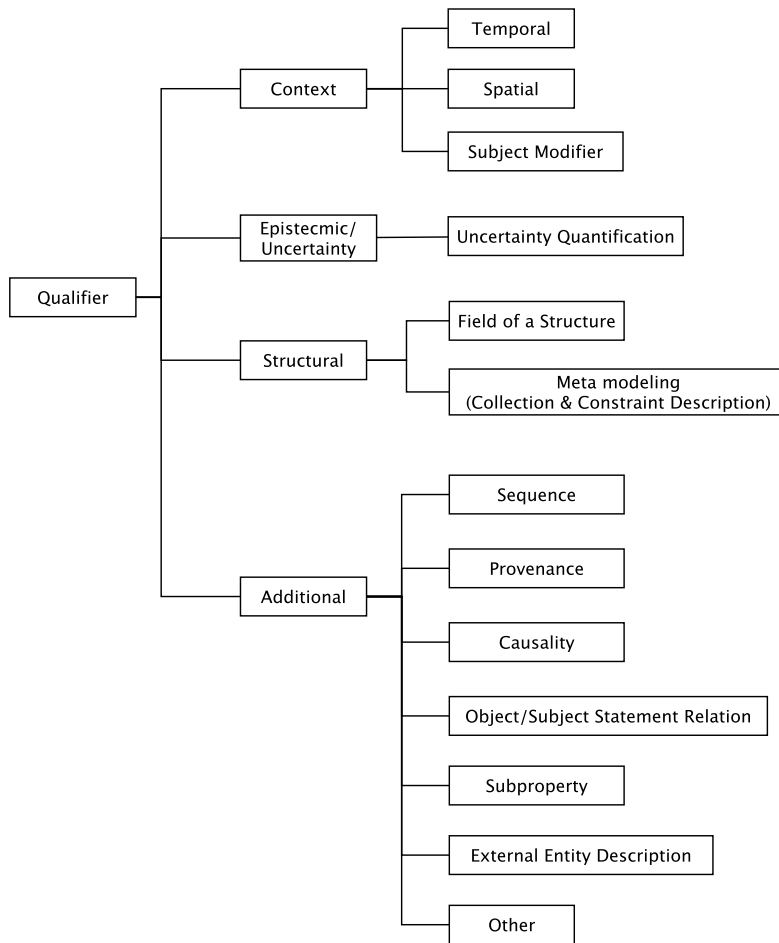 Temporal
Context
Spatial
Subject Modifier
Epistecmic/
Uncertainty
Uncertainty Quantification
Qualifier
Field of a Structure
Structural
Meta modeling
(Collection & Constraint Description)
Sequence
Provenance
Additional
Causality
Object/Subject Statement Relation
Subproperty
External Entity Description
Other